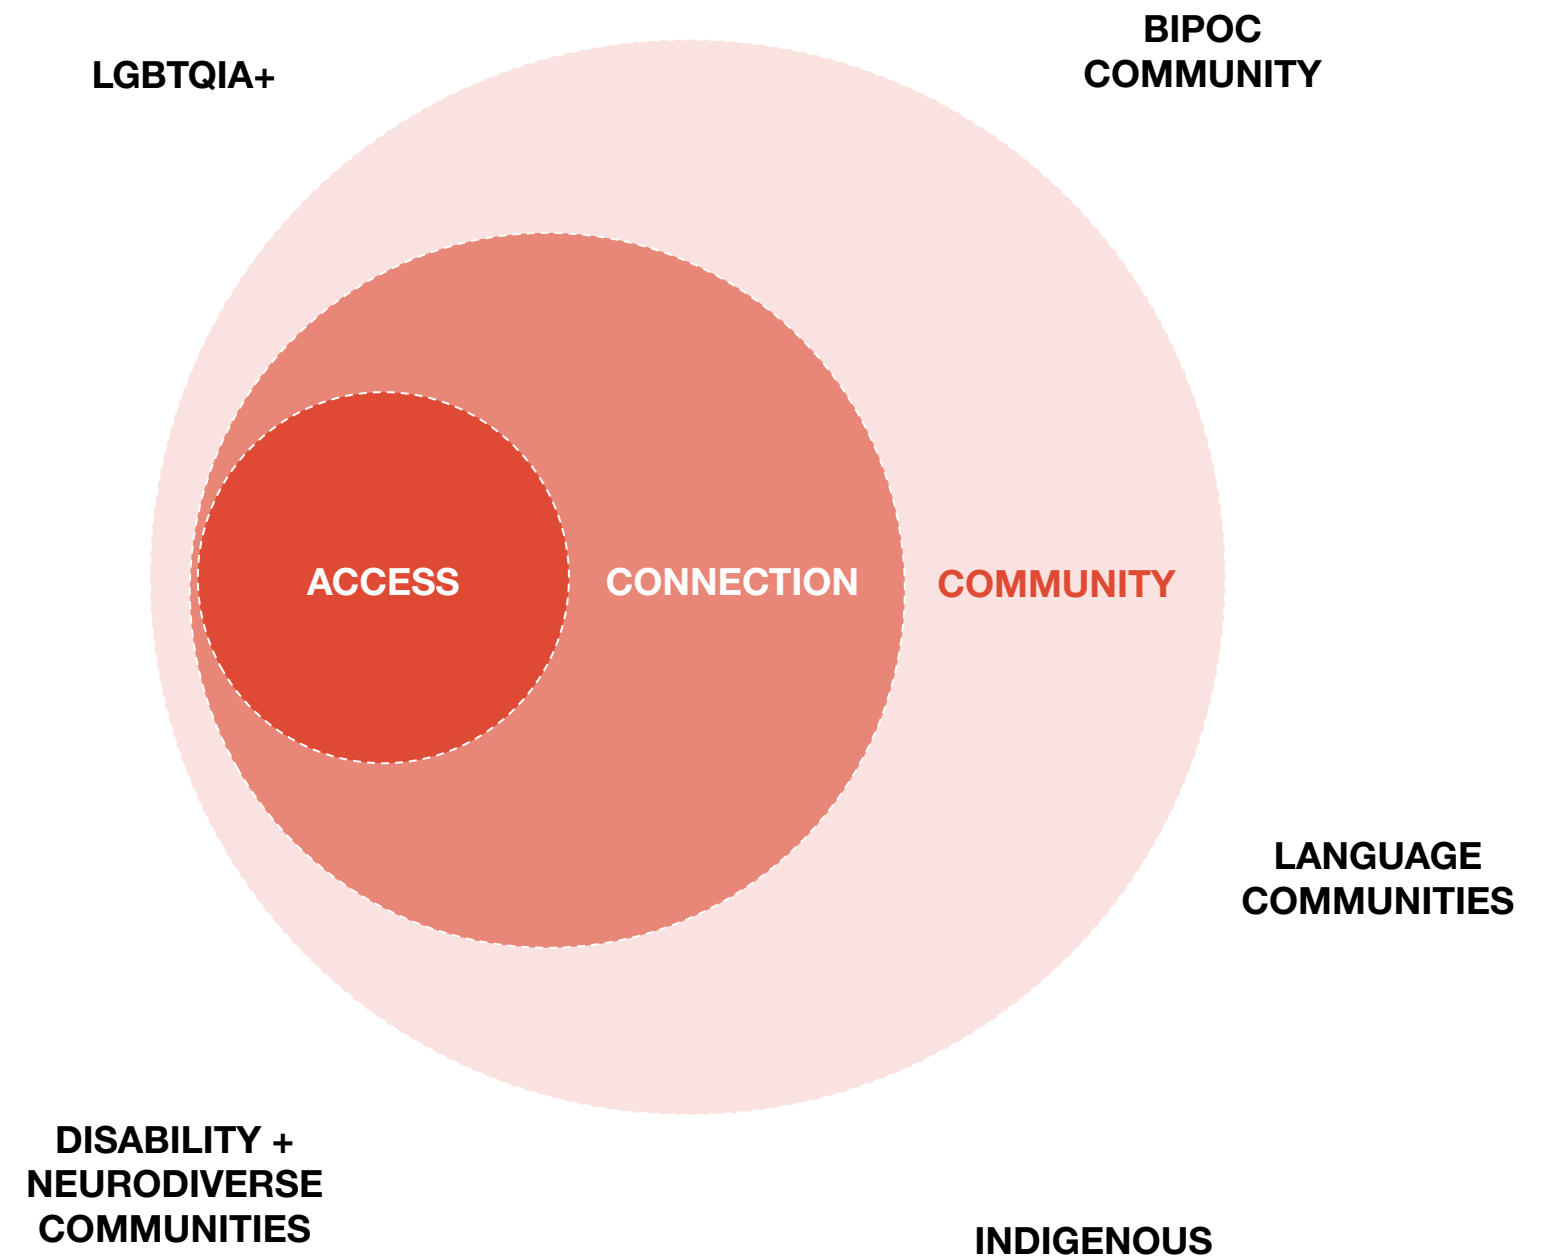 LGBTQIA+
BIPOC
COMMUNITY
ACCESS
CONNECTION
COMMUNITY
LANGUAGE
COMMUNITIES
DISABILITY +
NEURODIVERSE
COMMUNITIES
INDIGENOUS